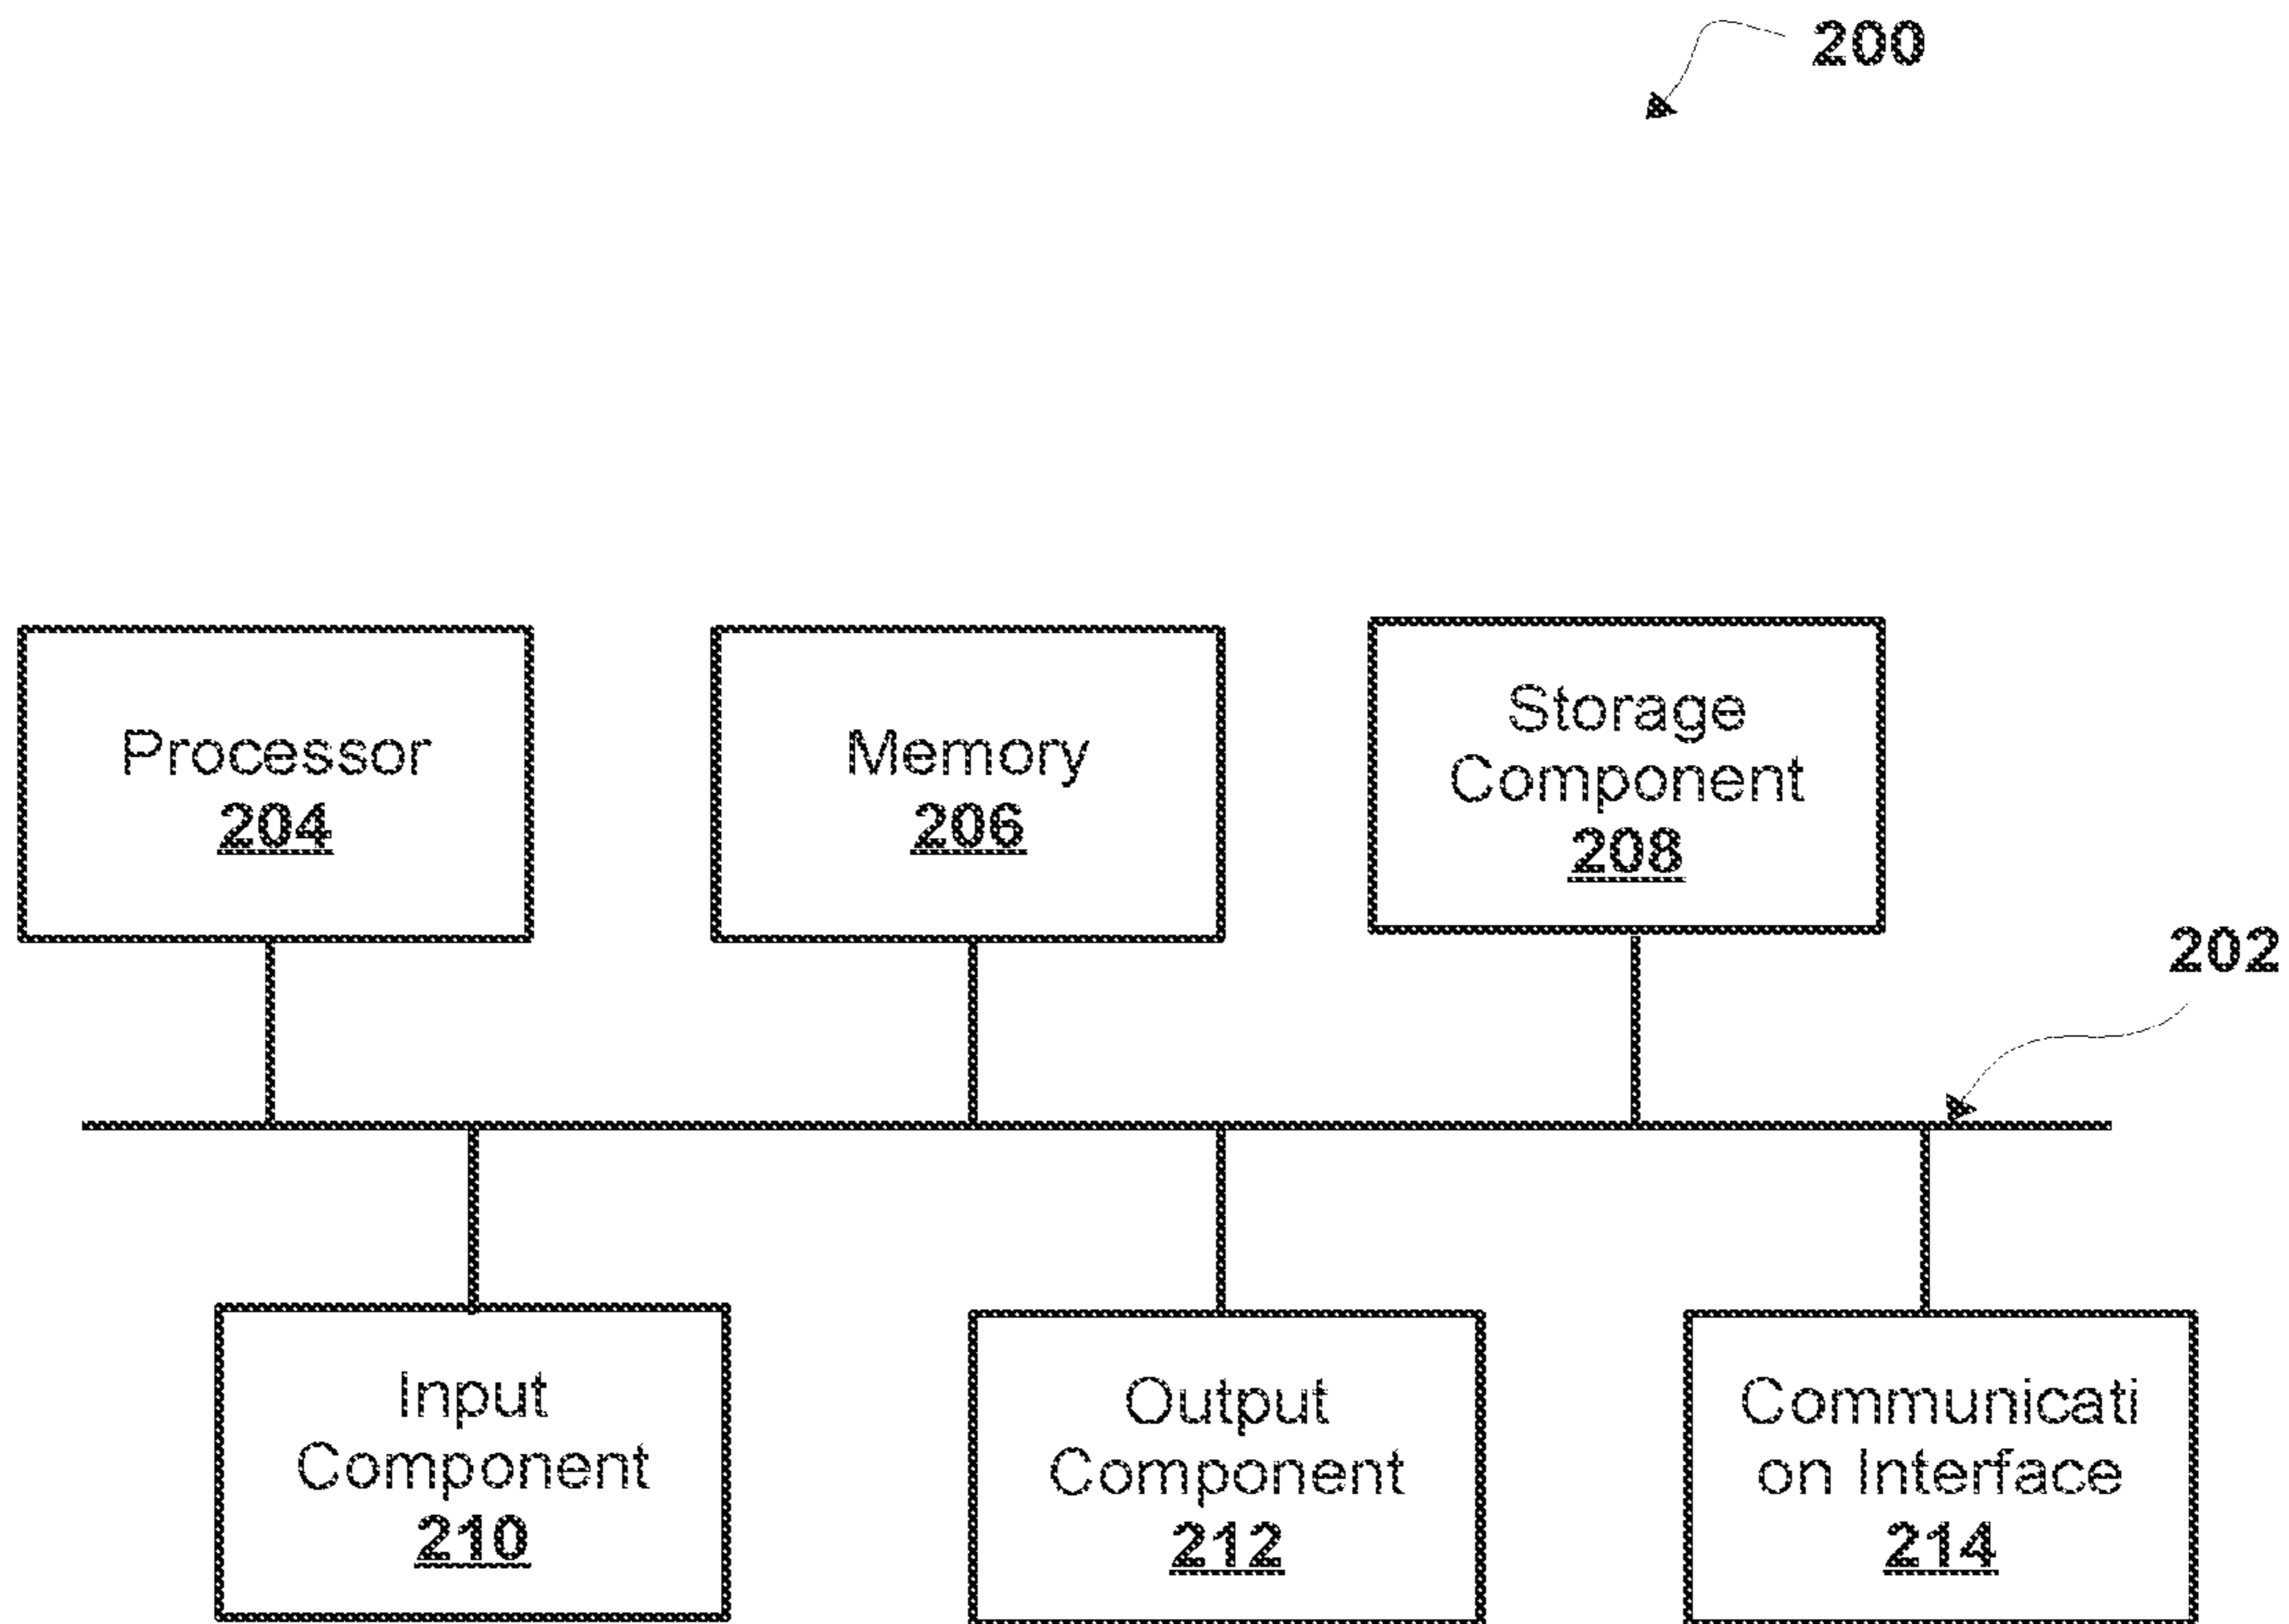 200
Processor
204
Memory
206
Storage
Component
208
202
Input
Component
210
Output
Component
212
Communicati
on Interface
214